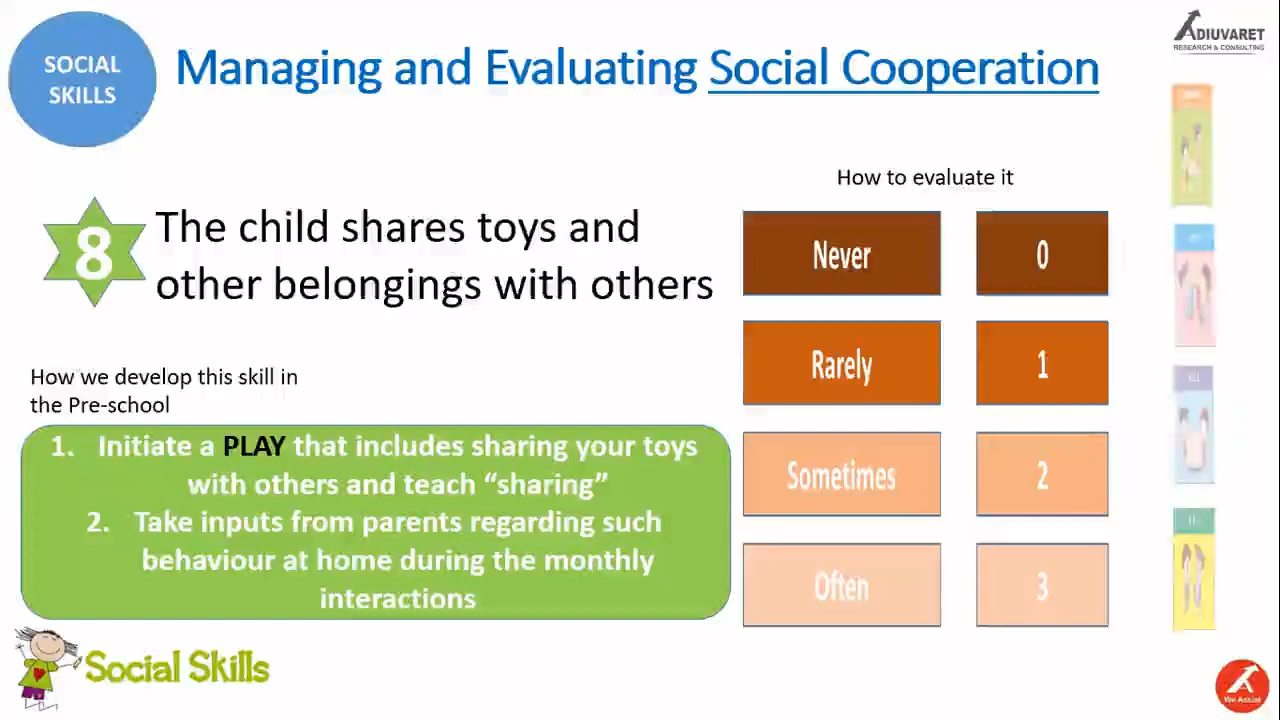 SOCIAL
SKILLS
Managing and Evaluating Social Cooperation
ADIUVARET
RESEARCH & CONSULTING
8
The child shares toys and
other belongings with others
How we develop this skill in
the Pre-school
1. Initiate a PLAY that includes sharing your toys
with others and teach “sharing”
2. Take inputs from parents regarding such
behaviour at home during the monthly
interactions
How to evaluate it
Never 0
Rarely 1
Sometimes 2
Often 3
Social Skills
We Assist